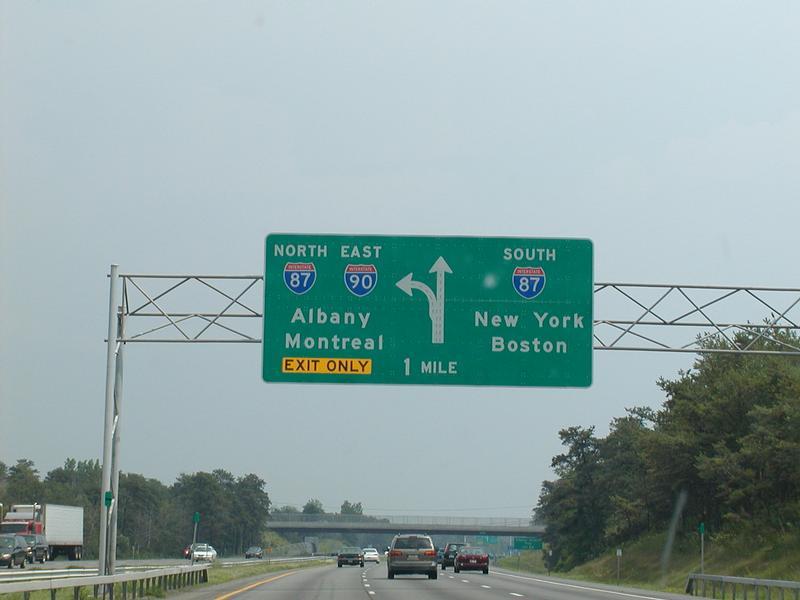 NORTH EAST
INTERSTATE 87 INTERSTATE 90
Albany
Montreal
EXIT ONLY
1 MILE
SOUTH
INTERSTATE 87
New York
Boston